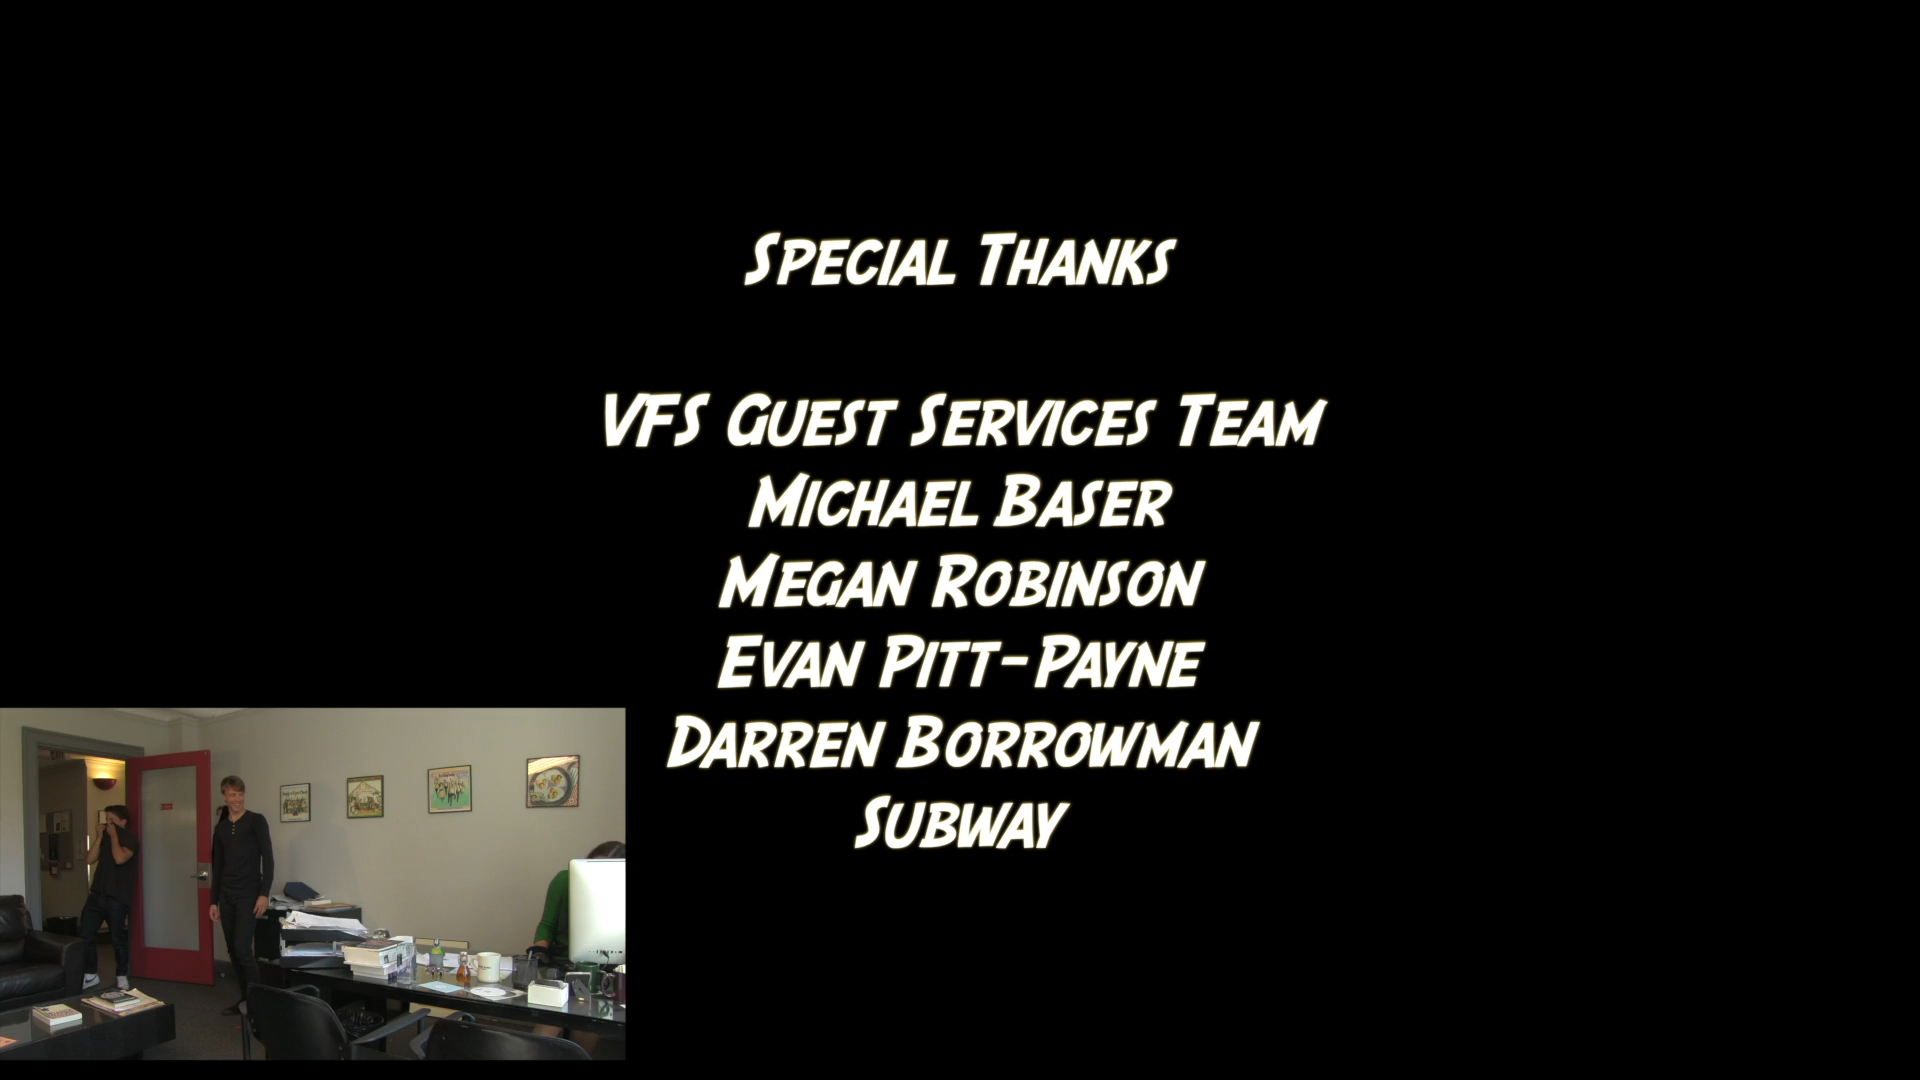 Special Thanks
VFS Guest Services Team
Michael Baser
Megan Robinson
Evan Pitt-Payne
Darren Borrowman
Subway